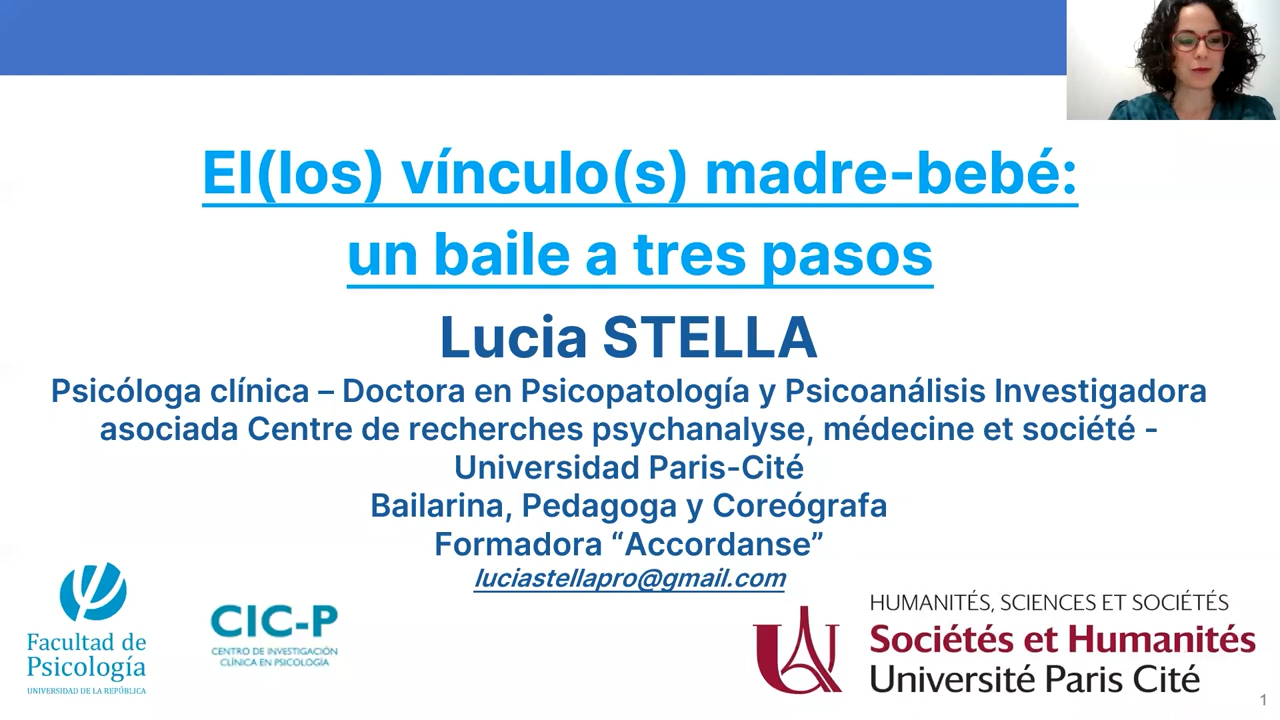 El(los) vínculo(s) madre-bebé:
un baile a tres pasos
Lucia STELLA
Psicóloga clínica – Doctora en Psicopatología y Psicoanálisis Investigadora
asociada Centre de recherches psychanalyse, médecine et société -
Universidad Paris-Cité
Bailarina, Pedagoga y Coreógrafa
Formadora “Accordanse”
luciastellapro@gmail.com
Facultad de
Psicología
UNIVERSIDAD DE LA REPÚBLICA
CIC-P
CENTRO DE INVESTIGACIÓN
CLÍNICA EN PSICOLOGÍA
HUMANITÉS, SCIENCES ET SOCIÉTÉS
Sociétés et Humanités
Université Paris Cité
1